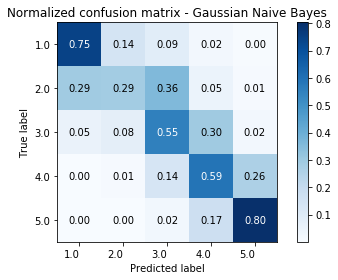 Normalized confusion matrix - Gaussian Naive Bayes
1.0 0.75 0.14 0.09 0.02 0.00
2.0 0.29 0.29 0.36 0.05 0.01
3.0 0.05 0.08 0.55 0.30 0.02
4.0 0.00 0.01 0.14 0.59 0.26
5.0 0.00 0.00 0.02 0.17 0.80
1.0 2.0 3.0 4.0 5.0
True label
Predicted label
0.8
0.7
0.6
0.5
0.4
0.3
0.2
0.1